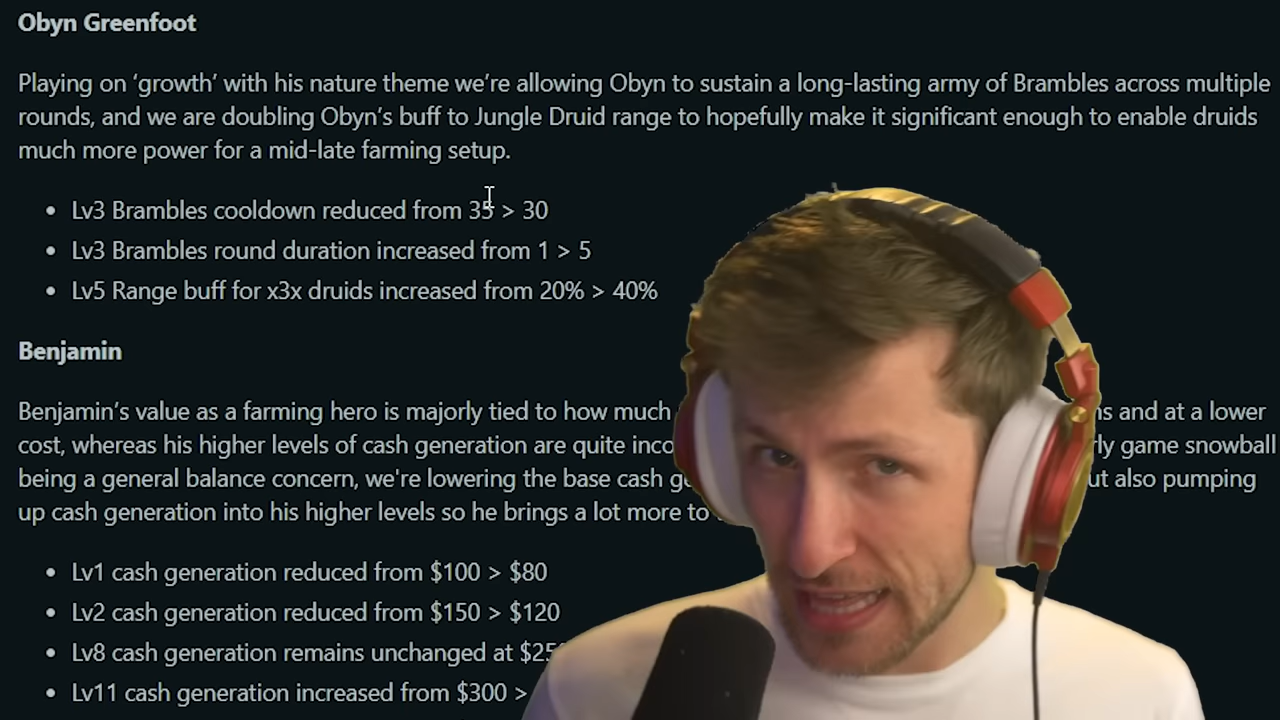 Obyn Greenfoot
Playing on ‘growth’ with his nature theme we’re allowing Obyn to sustain a long-lasting army of Brambles across multiple
rounds, and we are doubling Obyn’s buff to Jungle Druid range to hopefully make it significant enough to enable druids
much more power for a mid-late farming setup.
• Lv3 Brambles cooldown reduced from 35 > 30
• Lv3 Brambles round duration increased from 1 > 5
• Lv5 Range buff for x3x druids increased from 20% > 40%
Benjamin
Benjamin’s value as a farming hero is majorly tied to how much and at a lower
cost, whereas his higher levels of cash generation are quite game snowball
being a general balance concern, we're lowering the base cash also pumping
up cash generation into his higher levels so he brings a lot more to
• Lv1 cash generation reduced from $100 > $80
• Lv2 cash generation reduced from $150 > $120
• Lv8 cash generation remains unchanged at
• Lv11 cash generation increased from $300 >